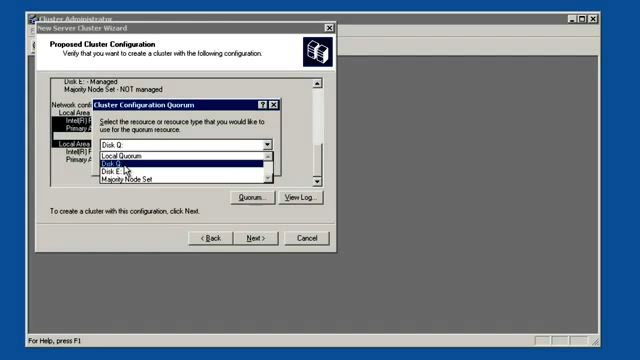 Cluster Administrator
New Server Cluster Wizard
Proposed Cluster Configuration
Verify that you want to create a cluster with the following configuration.
Disk E: - Managed
Majority Node Set - NOT managed
Network confi
Local Area
Intel(R) F
Primary A
Local Area
Intel(R) F
Primary A
Cluster Configuration Quorum
Select the resource or resource type that you would like
to use for the quorum resource.
Disk Q:
Local Quorum
Disk Q:
Disk E:
Majority Node Set
Quorum...
View Log...
To create a cluster with this configuration, click Next.
< Back
Next >
Cancel
For Help, press F1